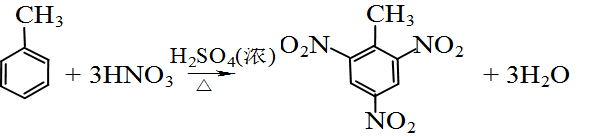 CH₃ CH₃
O₂N NO₂
+ 3HNO₃ H₂SO₄(浓) △ + 3H₂O
NO₂